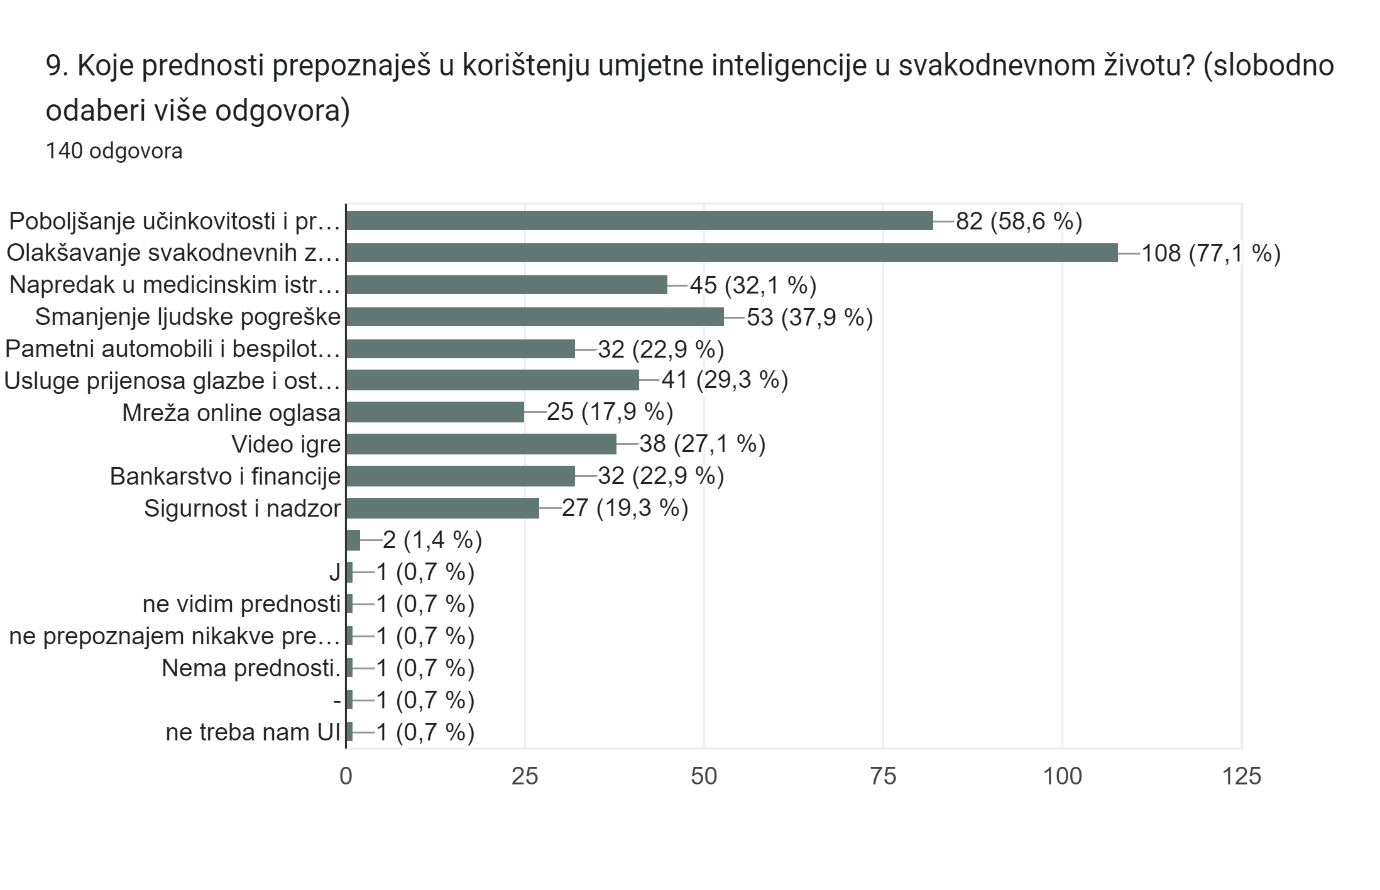 9. Koje prednosti prepoznaješ u korištenju umjetne inteligencije u svakodnevnom životu? (slobodno
odaberi više odgovora)
140 odgovora
Poboljšanje učinkovitosti i pr… 82 (58,6 %)
Olakšavanje svakodnevnih z… 108 (77,1 %)
Napredak u medicinskim istr… 45 (32,1 %)
Smanjenje ljudske pogreške 53 (37,9 %)
Pametni automobili i bespilot… 32 (22,9 %)
Usluge prijenosa glazbe i ost… 41 (29,3 %)
Mreža online oglasa 25 (17,9 %)
Video igre 38 (27,1 %)
Bankarstvo i financije 32 (22,9 %)
Sigurnost i nadzor 27 (19,3 %)
2 (1,4 %)
J 1 (0,7 %)
ne vidim prednosti 1 (0,7 %)
ne prepoznajem nikakve pre… 1 (0,7 %)
Nema prednosti. 1 (0,7 %)
- 1 (0,7 %)
ne treba nam UI 1 (0,7 %)
0 25 50 75 100 125